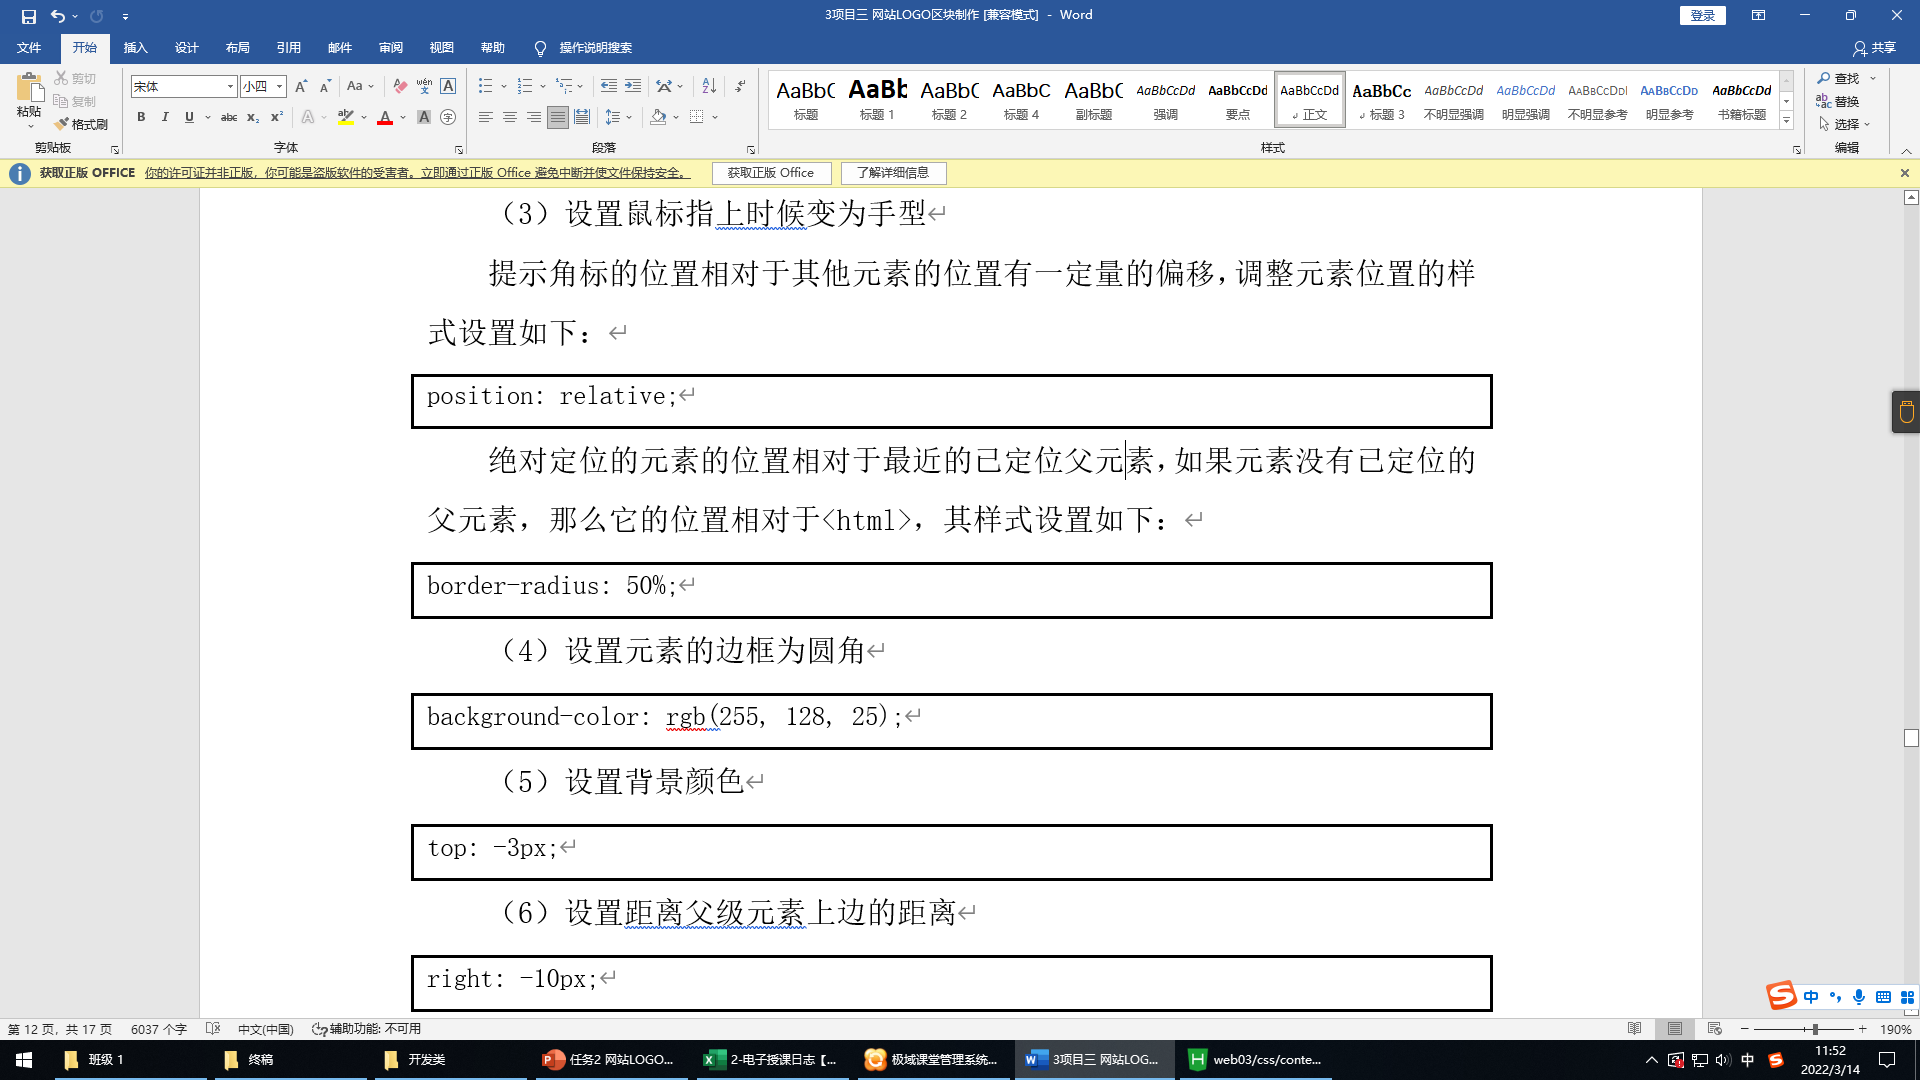 3项目三 网站LOGO区块制作 [兼容模式] - Word
登录
文件 开始 插入 设计 布局 引用 邮件 审阅 视图 帮助 操作说明搜索 共享
粘贴 剪切 复制 格式刷
宋体 小四
AaBbC AaBb AaBbC AaBbC AaBbC AaBbCcDd AaBbCcDd AaBbCcDd AaBbCc AaBbCcDd AaBbCcDd AaBbCcDd AaBbCcDd AaBbCcDd
标题 标题 1 标题 2 标题 4 副标题 强调 要点 正文 标题 3 不明显强调 明显强调 不明显参考 明显参考 书籍标题
查找 替换 选择
剪贴板 字体 段落 样式 编辑
获取正版 OFFICE 你的许可证并非正版，你可能是盗版软件的受害者。立即通过正版 Office 避免中断并使文件保持安全。 获取正版 Office 了解详细信息
（3）设置鼠标指上时候变为手型
提示角标的位置相对于其他元素的位置有一定量的偏移，调整元素位置的样
式设置如下：
position: relative;
绝对定位的元素的位置相对于最近的已定位父元素，如果元素没有已定位的
父元素，那么它的位置相对于<html>，其样式设置如下：
border-radius: 50%;
（4）设置元素的边框为圆角
background-color: rgb(255, 128, 25);
（5）设置背景颜色
top: -3px;
（6）设置距离父级元素上边的距离
right: -10px;
中
第 12 页，共 17 页 6037 个字 中文(中国) 辅助功能: 不可用 190%
班级 1 终稿 开发类 任务2 网站LOGO... 2-电子授课日志【... 极域课堂管理系统... 3项目三 网站LOG... web03/css/conte... 中 11:52
2022/3/14